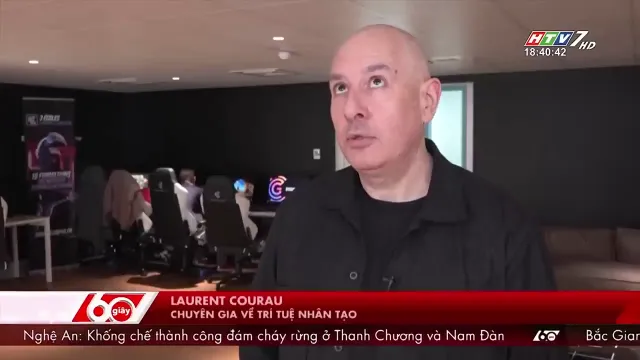 HTV7 HD
18:40:42
LAURENT COURAU
CHUYÊN GIA VỀ TRÍ TUỆ NHÂN TẠO
60 giây
Nghệ An: Khống chế thành công đám cháy rừng ở Thanh Chương và Nam Đàn 60 Bắc Gian